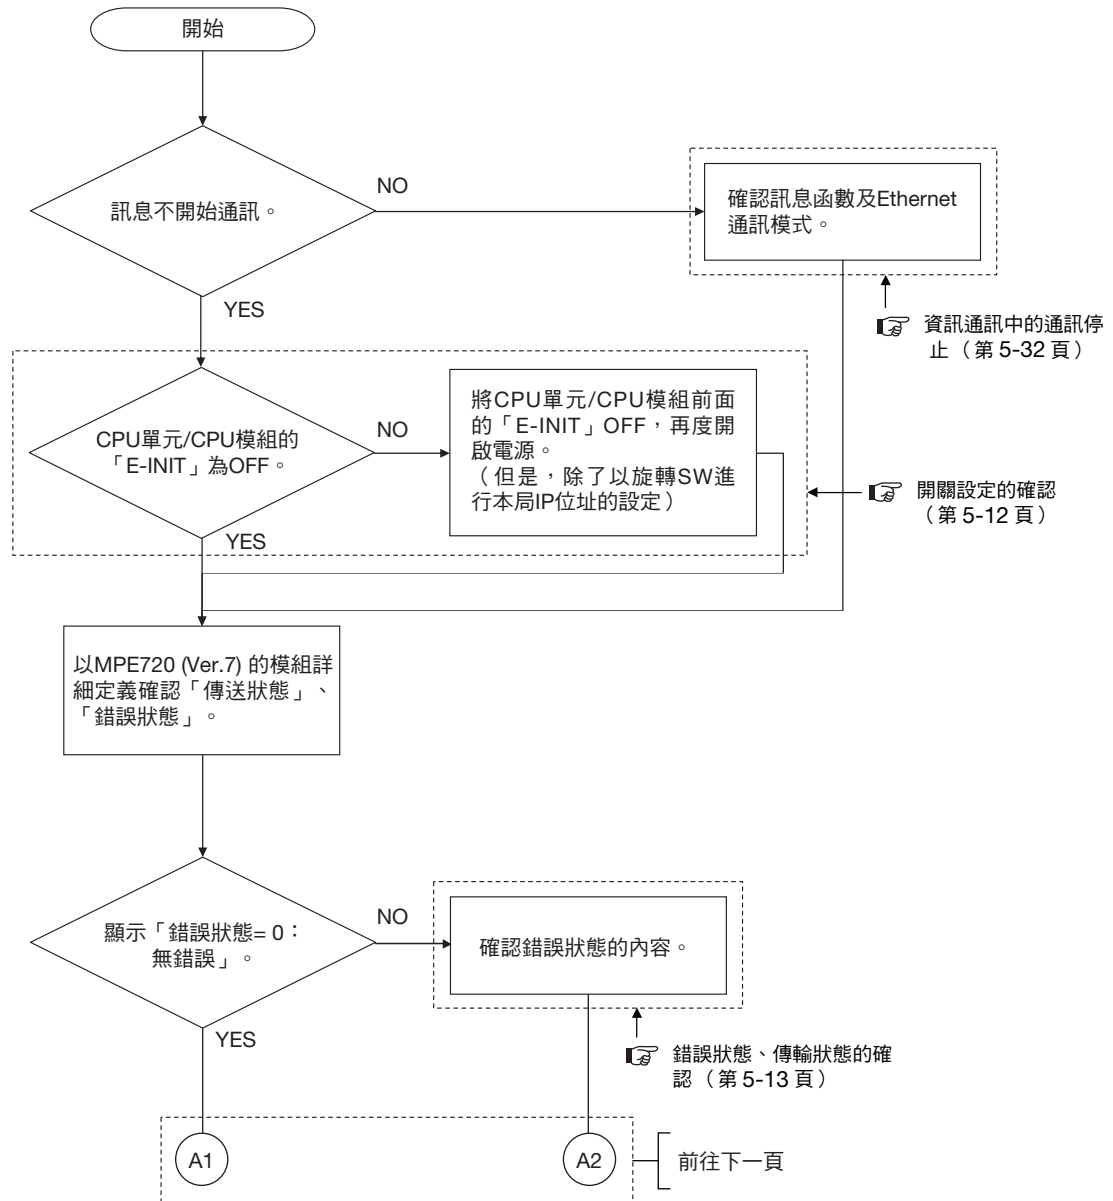 開始
訊息不開始通訊。
NO
YES
確認訊息函數及Ethernet
通訊模式。
☞ 資訊通訊中的通訊停
止（第 5-32 頁）
CPU單元/CPU模組的
「E-INIT」為OFF。
NO
YES
將CPU單元/CPU模組前面
的「E-INIT」OFF，再度開
啟電源。
（但是，除了以旋轉SW進
行本局IP位址的設定）
☞ 開關設定的確認
（第 5-12 頁）
以MPE720 (Ver.7) 的模組詳
細定義確認「傳送狀態」、
「錯誤狀態」。
顯示「錯誤狀態= 0：
無錯誤」。
NO
YES
確認錯誤狀態的內容。
☞ 錯誤狀態、傳輸狀態的確
認（第 5-13 頁）
A1
A2
前往下一頁